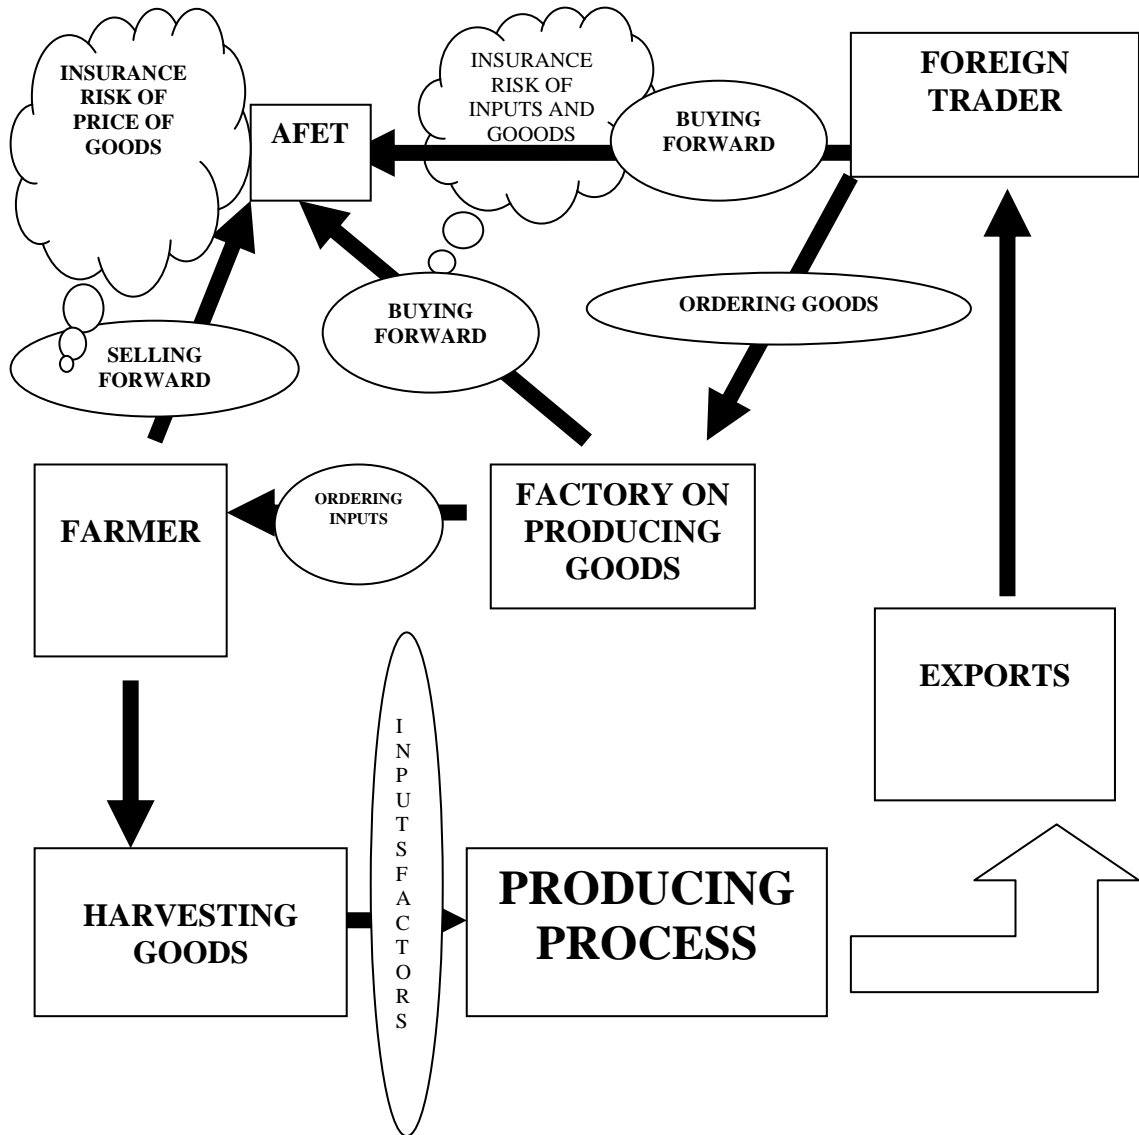 INSURANCE
RISK OF
PRICE OF
GOODS
AFET
INSURANCE
RISK OF
INPUTS AND
GOOODS
BUYING
FORWARD
FOREIGN
TRADER
SELLING
FORWARD
BUYING
FORWARD
ORDERING GOODS
FARMER
ORDERING
INPUTS
FACTORY ON
PRODUCING
GOODS
EXPORTS
HARVESTING
GOODS
INPUTSFACTORS
PRODUCING
PROCESS